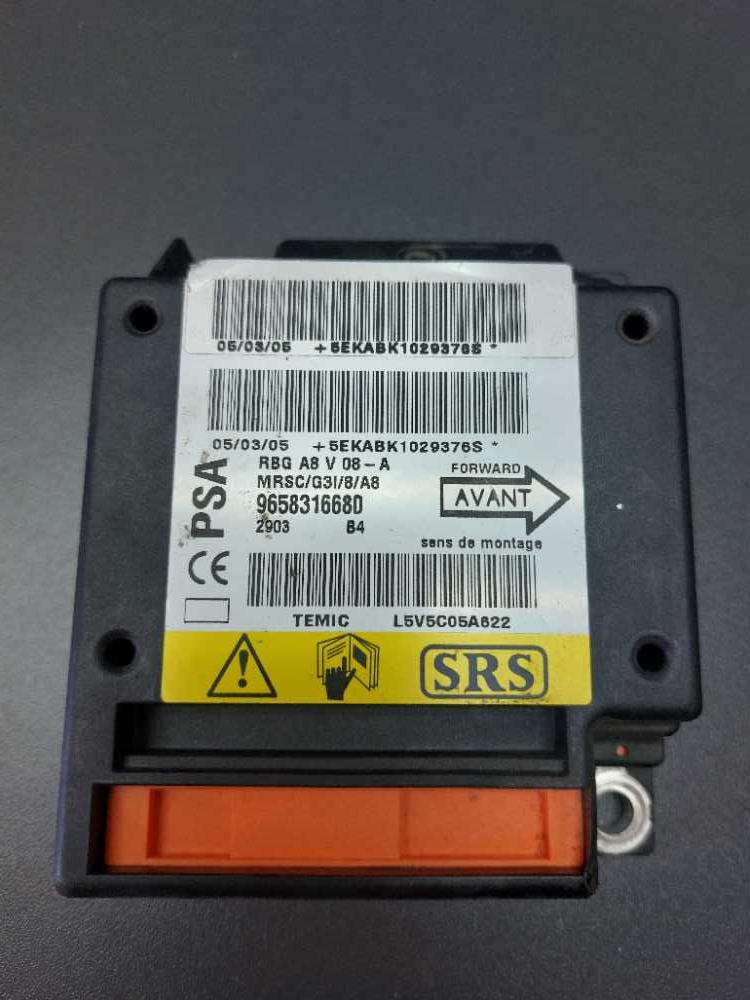 05/03/05 +5EKABK1029376S *
05/03/05 +5EKABK1029376S *
PSA
RBG A8 V 08-A
MRSC/G3I/8/A8
9658316680
2903 B4
FORWARD
AVANT
sens de montage
CE
TEMIC L5V5C05A622
SRS